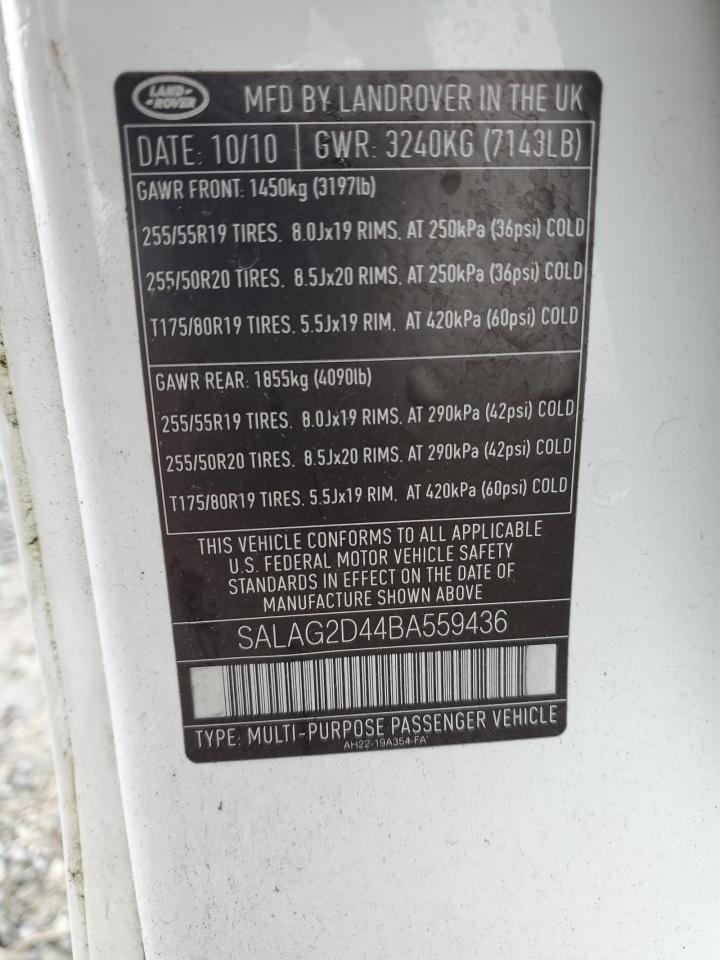 LAND ROVER
MFD BY LANDROVER IN THE UK
DATE: 10/10 GWR: 3240KG (7143LB)
GAWR FRONT: 1450kg (3197lb)
255/55R19 TIRES. 8.0Jx19 RIMS. AT 250kPa (36psi) COLD
255/50R20 TIRES. 8.5Jx20 RIMS. AT 250kPa (36psi) COLD
T175/80R19 TIRES. 5.5Jx19 RIM. AT 420kPa (60psi) COLD
GAWR REAR: 1855kg (4090lb)
255/55R19 TIRES. 8.0Jx19 RIMS. AT 290kPa (42psi) COLD
255/50R20 TIRES. 8.5Jx20 RIMS. AT 290kPa (42psi) COLD
T175/80R19 TIRES. 5.5Jx19 RIM. AT 420kPa (60psi) COLD
THIS VEHICLE CONFORMS TO ALL APPLICABLE
U.S. FEDERAL MOTOR VEHICLE SAFETY
STANDARDS IN EFFECT ON THE DATE OF
MANUFACTURE SHOWN ABOVE
SALAG2D44BA559436
TYPE: MULTI-PURPOSE PASSENGER VEHICLE
AH22-19A354-FA